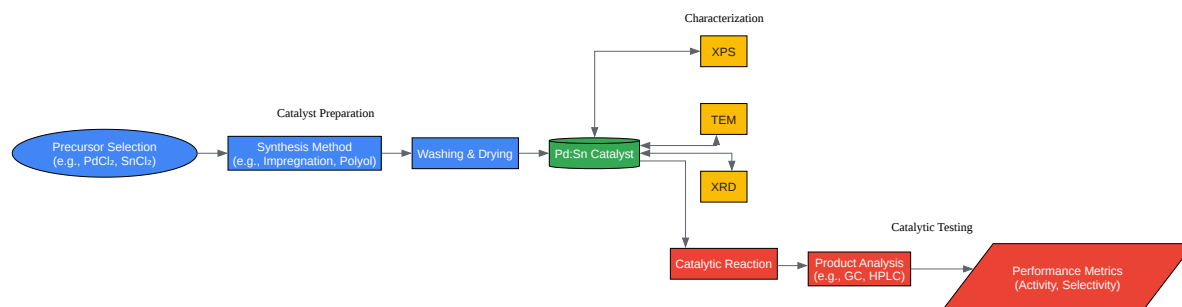 Characterization
XPS
Catalyst Preparation
TEM
Precursor Selection
(e.g., PdCl₂, SnCl₂)
Synthesis Method
(e.g., Impregnation, Polyol)
Washing & Drying
Pd:Sn Catalyst
XRD
Catalytic Testing
Catalytic Reaction
Product Analysis
(e.g., GC, HPLC)
Performance Metrics
(Activity, Selectivity)